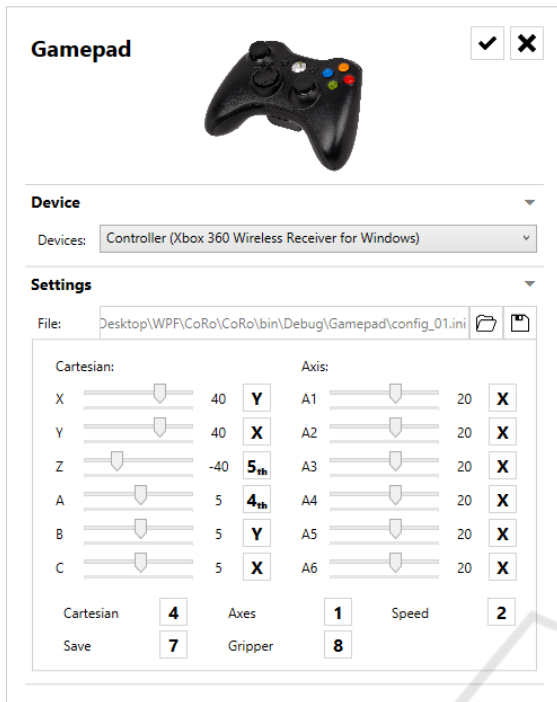 Gamepad
Device
Devices: Controller (Xbox 360 Wireless Receiver for Windows)
Settings
File: Desktop\WPF\CoRo\CoRo\bin\Debug\Gamepad\config_01.ini
Cartesian: Axis:
X 40 Y A1 20 X
Y 40 X A2 20 X
Z -40 5th A3 20 X
A 5 4th A4 20 X
B 5 Y A5 20 X
C 5 X A6 20 X
Cartesian 4 Axes 1 Speed 2
Save 7 Gripper 8